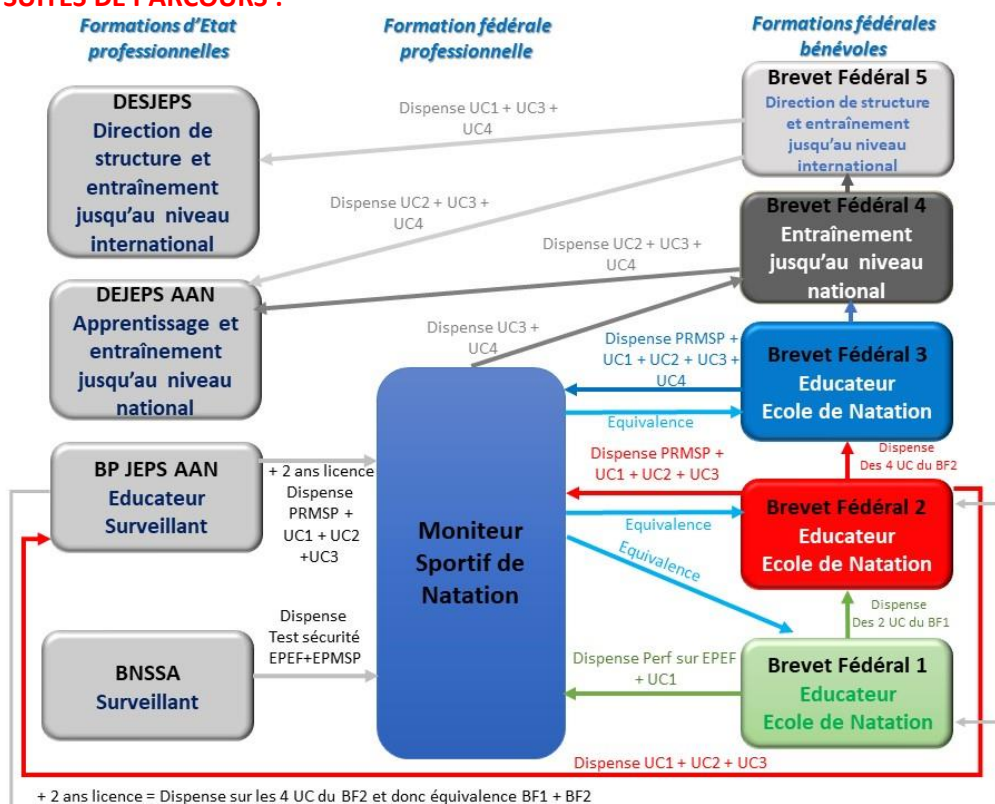 SUITES DE PARCOURS :
Formations d'Etat
professionnelles
Formation fédérale
professionnelle
Formations fédérales
bénévoles
DESJEPS
Direction de
structure et
entraînement
jusqu'au niveau
international
Dispense UC1 + UC3 +
UC4
Brevet Fédéral 5
Direction de structure
et entraînement
jusqu'au niveau
international
Dispense UC2 + UC3 +
UC4
Dispense UC2 + UC3 +
UC4
Brevet Fédéral 4
Entraînement
jusqu'au niveau
national
DEJEPS AAN
Apprentissage et
entraînement
jusqu'au niveau
national
Dispense UC3 +
UC4
Dispense PRMSP +
UC1 + UC2 + UC3 +
UC4
Equivalence
Brevet Fédéral 3
Educateur
Ecole de Natation
BP JEPS AAN
Educateur
Surveillant
+ 2 ans licence
Dispense
PRMSP +
UC1 + UC2
+UC3
Moniteur
Sportif de
Natation
Dispense PRMSP +
UC1 + UC2 + UC3
Equivalence
Equivalence
Dispense
Des 4 UC du BF2
Brevet Fédéral 2
Educateur
Ecole de Natation
Dispense
Des 2 UC du BF1
BNSSA
Surveillant
Dispense
Test sécurité
EPEF+EPMSP
Dispense Perf sur EPEF
+ UC1
Brevet Fédéral 1
Educateur
Ecole de Natation
Dispense UC1 + UC2 + UC3
+ 2 ans licence = Dispense sur les 4 UC du BF2 et donc équivalence BF1 + BF2